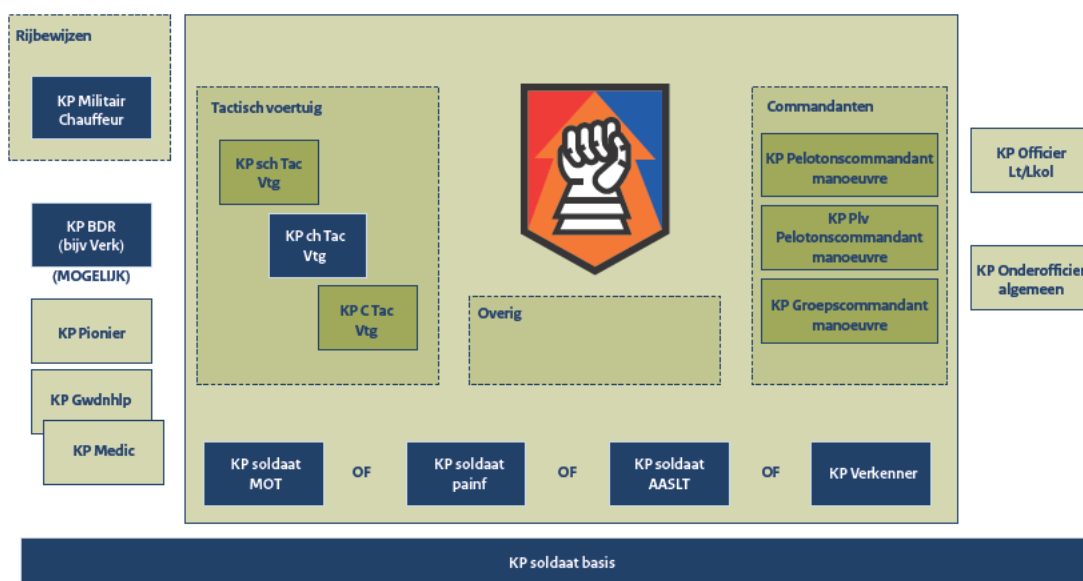 Rijbewijzen
KP Militair
Chauffeur
KP BDR
(bijv Verk)
(MOGELIJK)
KP Pionier
KP Gwdnhlp
KP Medic
Tactisch voertuig
KP sch Tac
Vtg
KP ch Tac
Vtg
KP C Tac
Vtg
Overig
Commandanten
KP Pelotonscommandant
manoeuvre
KP Plv
Pelotonscommandant
manoeuvre
KP Groepscommandant
manoeuvre
KP Officier
Lt/Lkol
KP Onderofficier
algemeen
KP soldaat
MOT
OF
KP soldaat
painf
OF
KP soldaat
AASLT
OF
KP Verkenner
KP soldaat basis